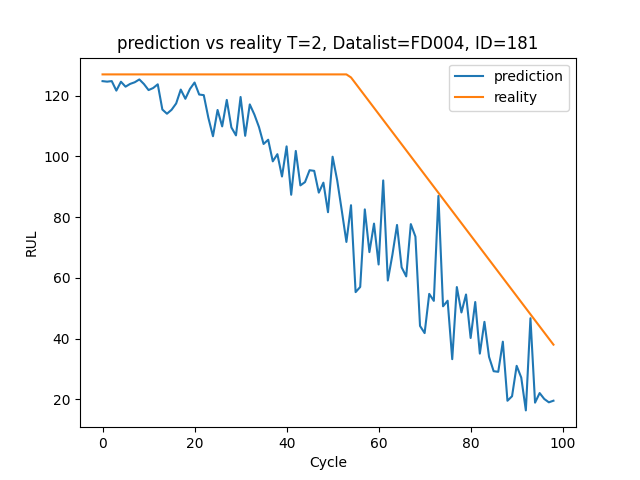 prediction vs reality T=2, Datalist=FD004, ID=181
prediction
reality
RUL
120
100
80
60
40
20
0 20 40 60 80 100
Cycle